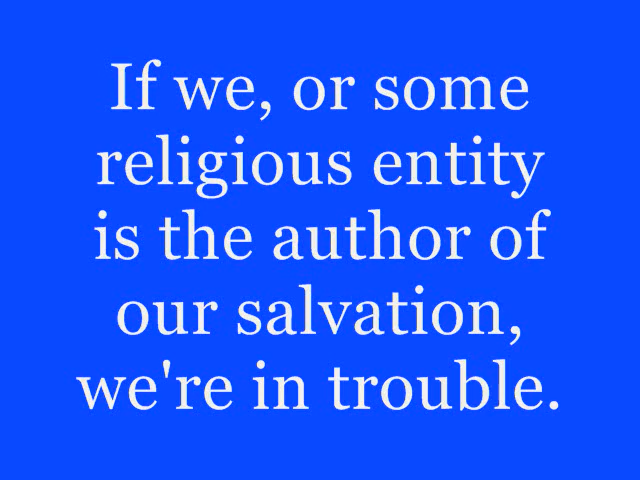 If we, or some
religious entity
is the author of
our salvation,
we're in trouble.